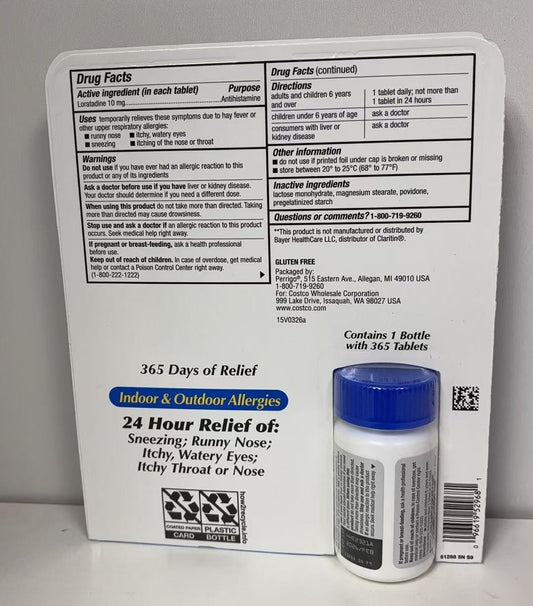 Drug Facts
Active ingredient (in each tablet) Purpose
Loratadine 10 mg Antihistamine
Uses temporarily relieves these symptoms due to hay fever or
other upper respiratory allergies:
■ runny nose ■ itchy, watery eyes
■ sneezing ■ itching of the nose or throat
Warnings
Do not use if you have ever had an allergic reaction to this
product or any of its ingredients
Ask a doctor before use if you have liver or kidney disease.
Your doctor should determine if you need a different dose.
When using this product do not take more than directed. Taking
more than directed may cause drowsiness.
Stop use and ask a doctor if an allergic reaction to this product
occurs. Seek medical help right away.
If pregnant or breast-feeding, ask a health professional
before use.
Keep out of reach of children. In case of overdose, get medical
help or contact a Poison Control Center right away.
(1-800-222-1222)
Drug Facts (continued)
Directions
adults and children 6 years
and over
1 tablet daily; not more than
1 tablet in 24 hours
children under 6 years of age
ask a doctor
consumers with liver or
kidney disease
ask a doctor
Other information
■ do not use if printed foil under cap is broken or missing
■ store between 20° to 25°C (68° to 77°F)
Inactive ingredients
lactose monohydrate, magnesium stearate, povidone,
pregelatinized starch
Questions or comments? 1-800-719-9260
**This product is not manufactured or distributed by
Bayer HealthCare LLC, distributor of Claritin®.
GLUTEN FREE
Packaged by:
Perrigo®, 515 Eastern Ave., Allegan, MI 49010 USA
1-800-719-9260
For: Costco Wholesale Corporation
999 Lake Drive, Issaquah, WA 98027 USA
www.costco.com
15V0326a
Contains 1 Bottle
with 365 Tablets
365 Days of Relief
Indoor & Outdoor Allergies
24 Hour Relief of:
Sneezing; Runny Nose;
Itchy, Watery Eyes;
Itchy Throat or Nose
COATED PAPER
CARD
PLASTIC
BOTTLE
how2recycle.info
0 96619 52968 1
61288 SN S9